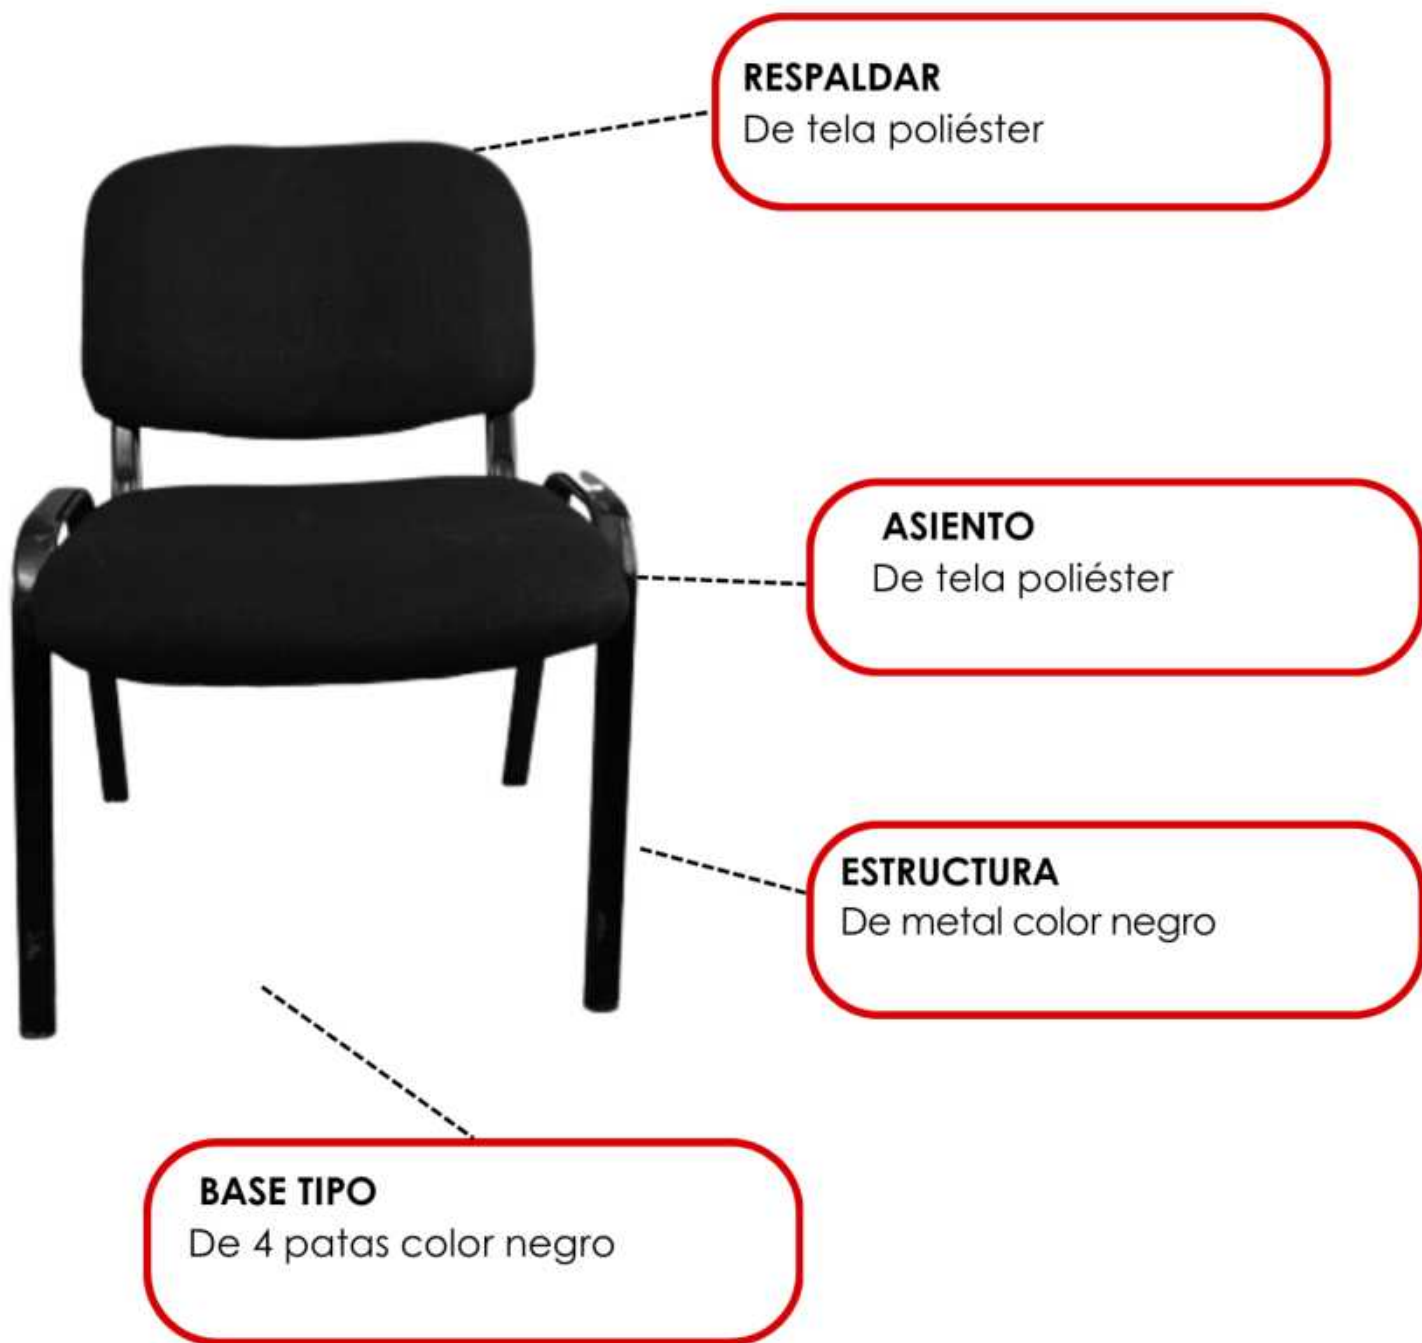 RESPALDAR
De tela poliéster
ASIENTO
De tela poliéster
ESTRUCTURA
De metal color negro
BASE TIPO
De 4 patas color negro